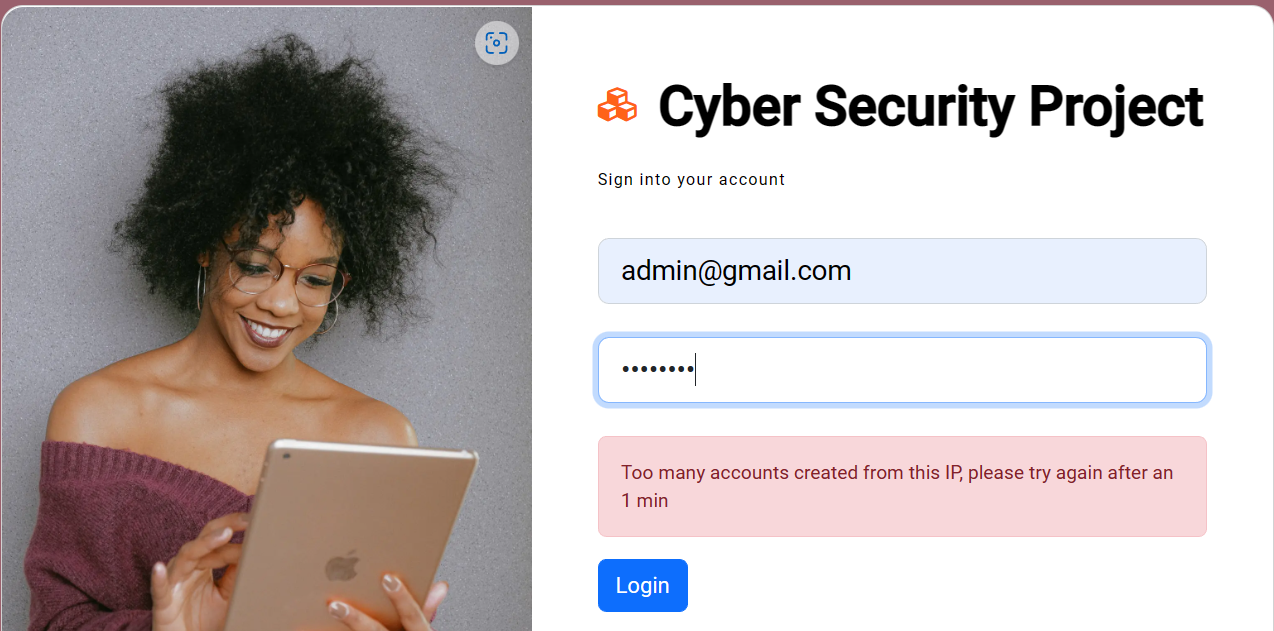 Cyber Security Project
Sign into your account
admin@gmail.com
••••••••
Too many accounts created from this IP, please try again after an
1 min
Login